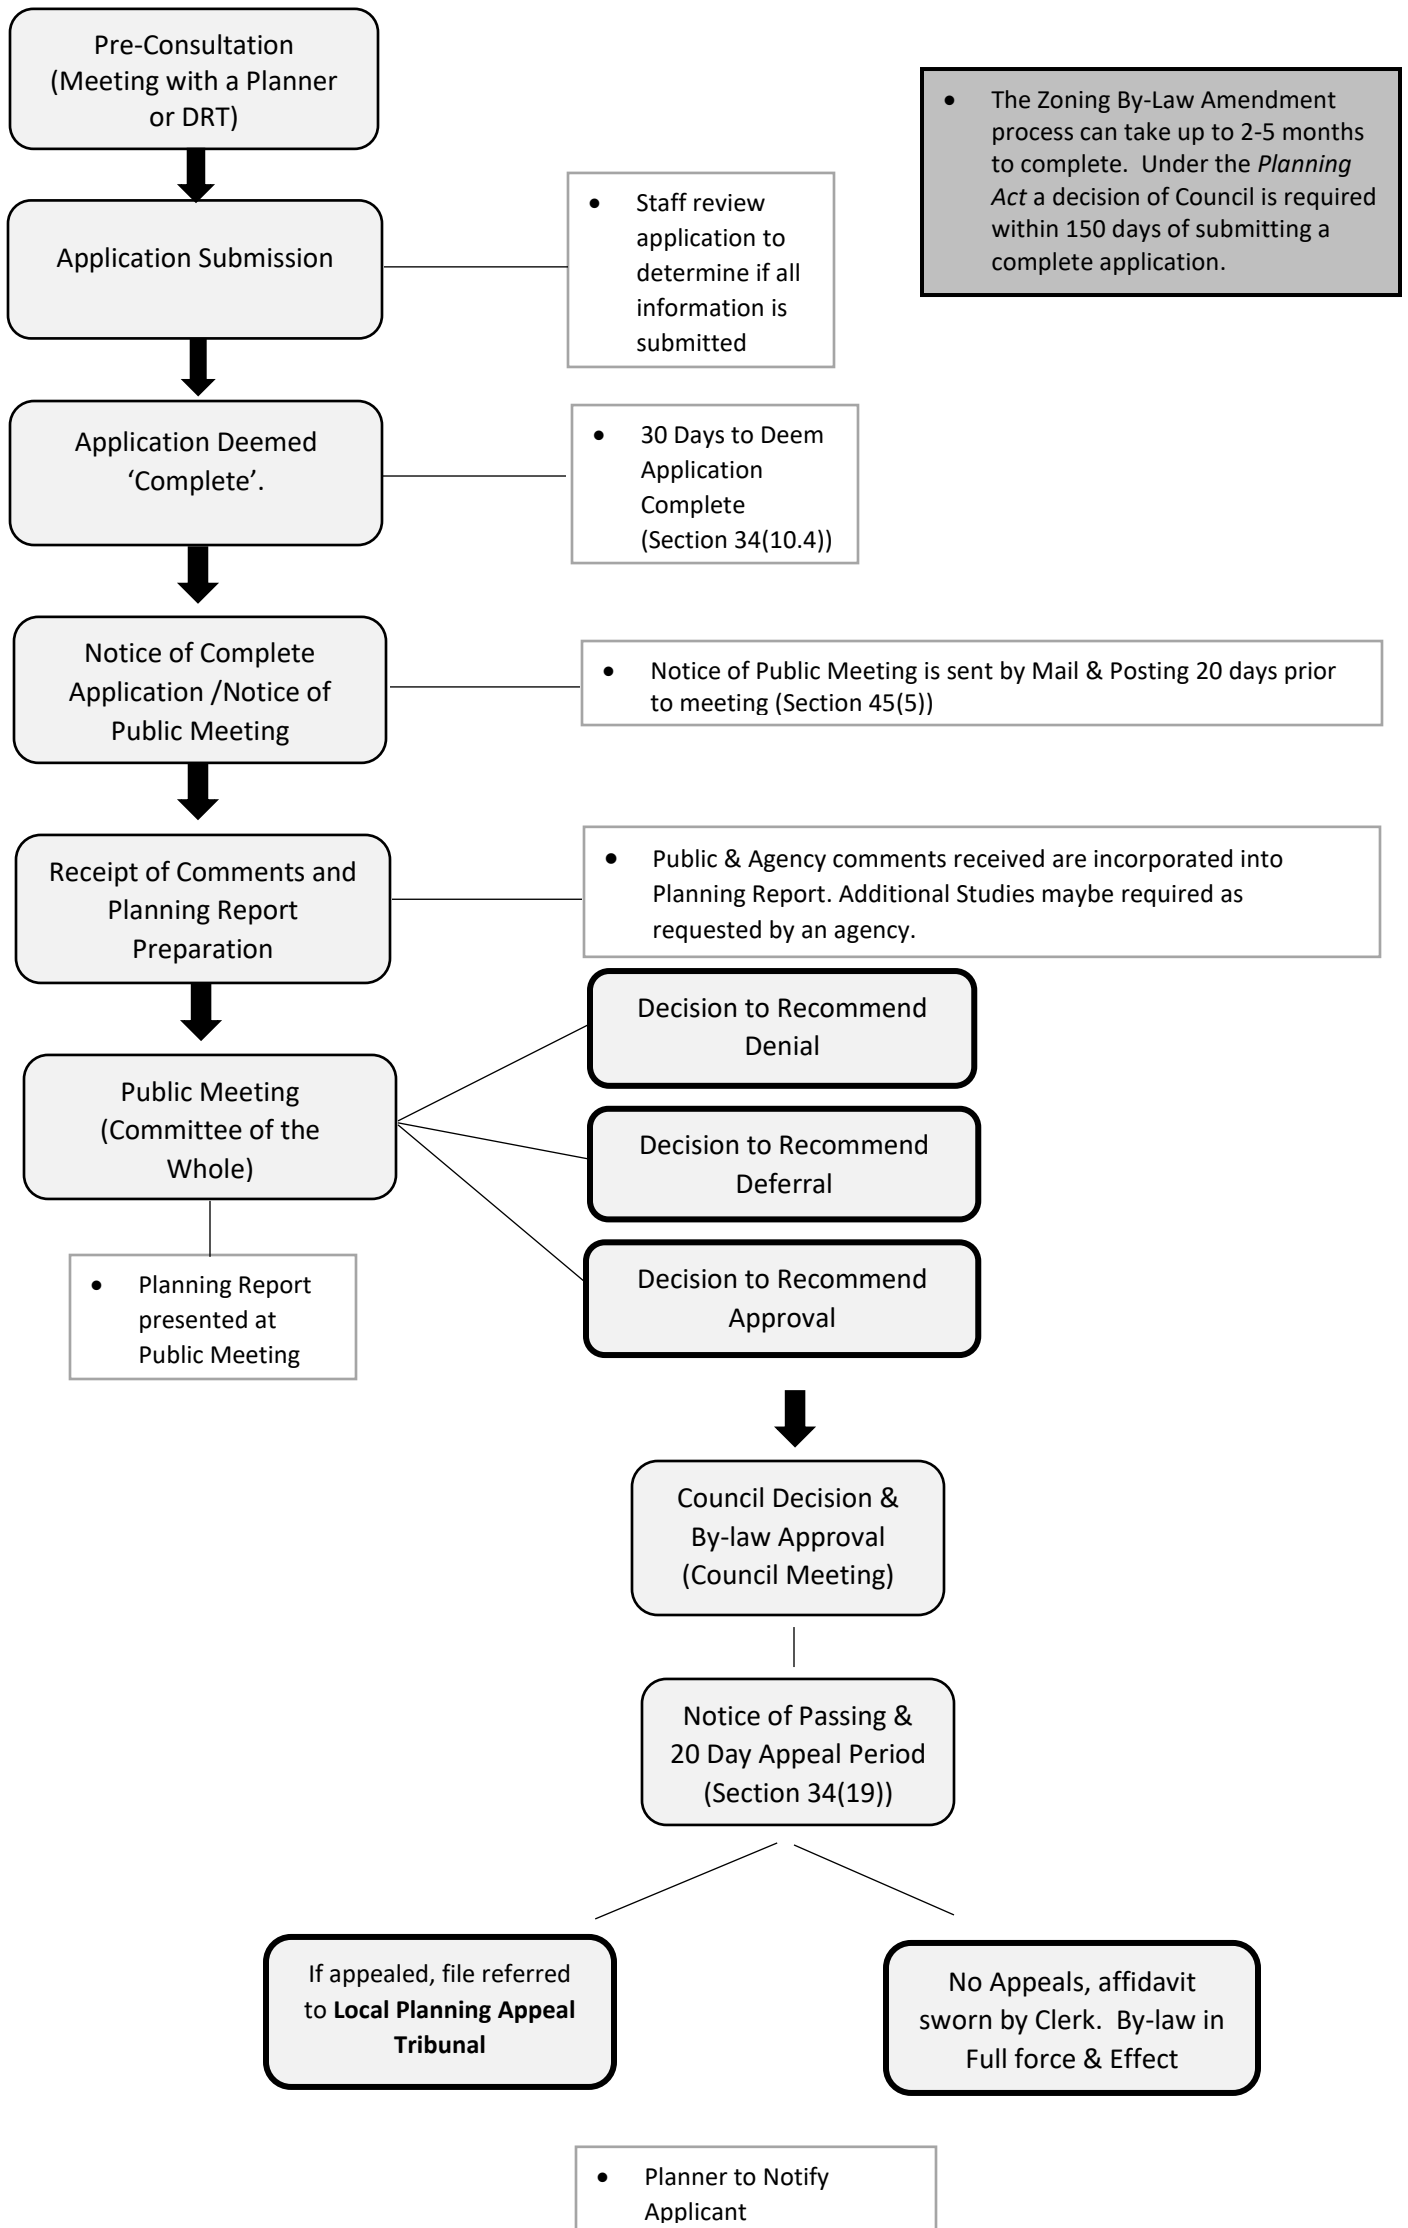 Pre-Consultation
(Meeting with a Planner
or DRT)
• The Zoning By-Law Amendment
process can take up to 2-5 months
to complete. Under the Planning
Act a decision of Council is required
within 150 days of submitting a
complete application.
Application Submission
• Staff review
application to
determine if all
information is
submitted
Application Deemed
‘Complete’.
• 30 Days to Deem
Application
Complete
(Section 34(10.4))
Notice of Complete
Application /Notice of
Public Meeting
• Notice of Public Meeting is sent by Mail & Posting 20 days prior
to meeting (Section 45(5))
Receipt of Comments and
Planning Report
Preparation
• Public & Agency comments received are incorporated into
Planning Report. Additional Studies maybe required as
requested by an agency.
Public Meeting
(Committee of the
Whole)
• Planning Report
presented at
Public Meeting
Decision to Recommend
Denial
Decision to Recommend
Deferral
Decision to Recommend
Approval
Council Decision &
By-law Approval
(Council Meeting)
Notice of Passing &
20 Day Appeal Period
(Section 34(19))
If appealed, file referred
to Local Planning Appeal
Tribunal
No Appeals, affidavit
sworn by Clerk. By-law in
Full force & Effect
• Planner to Notify
Applicant